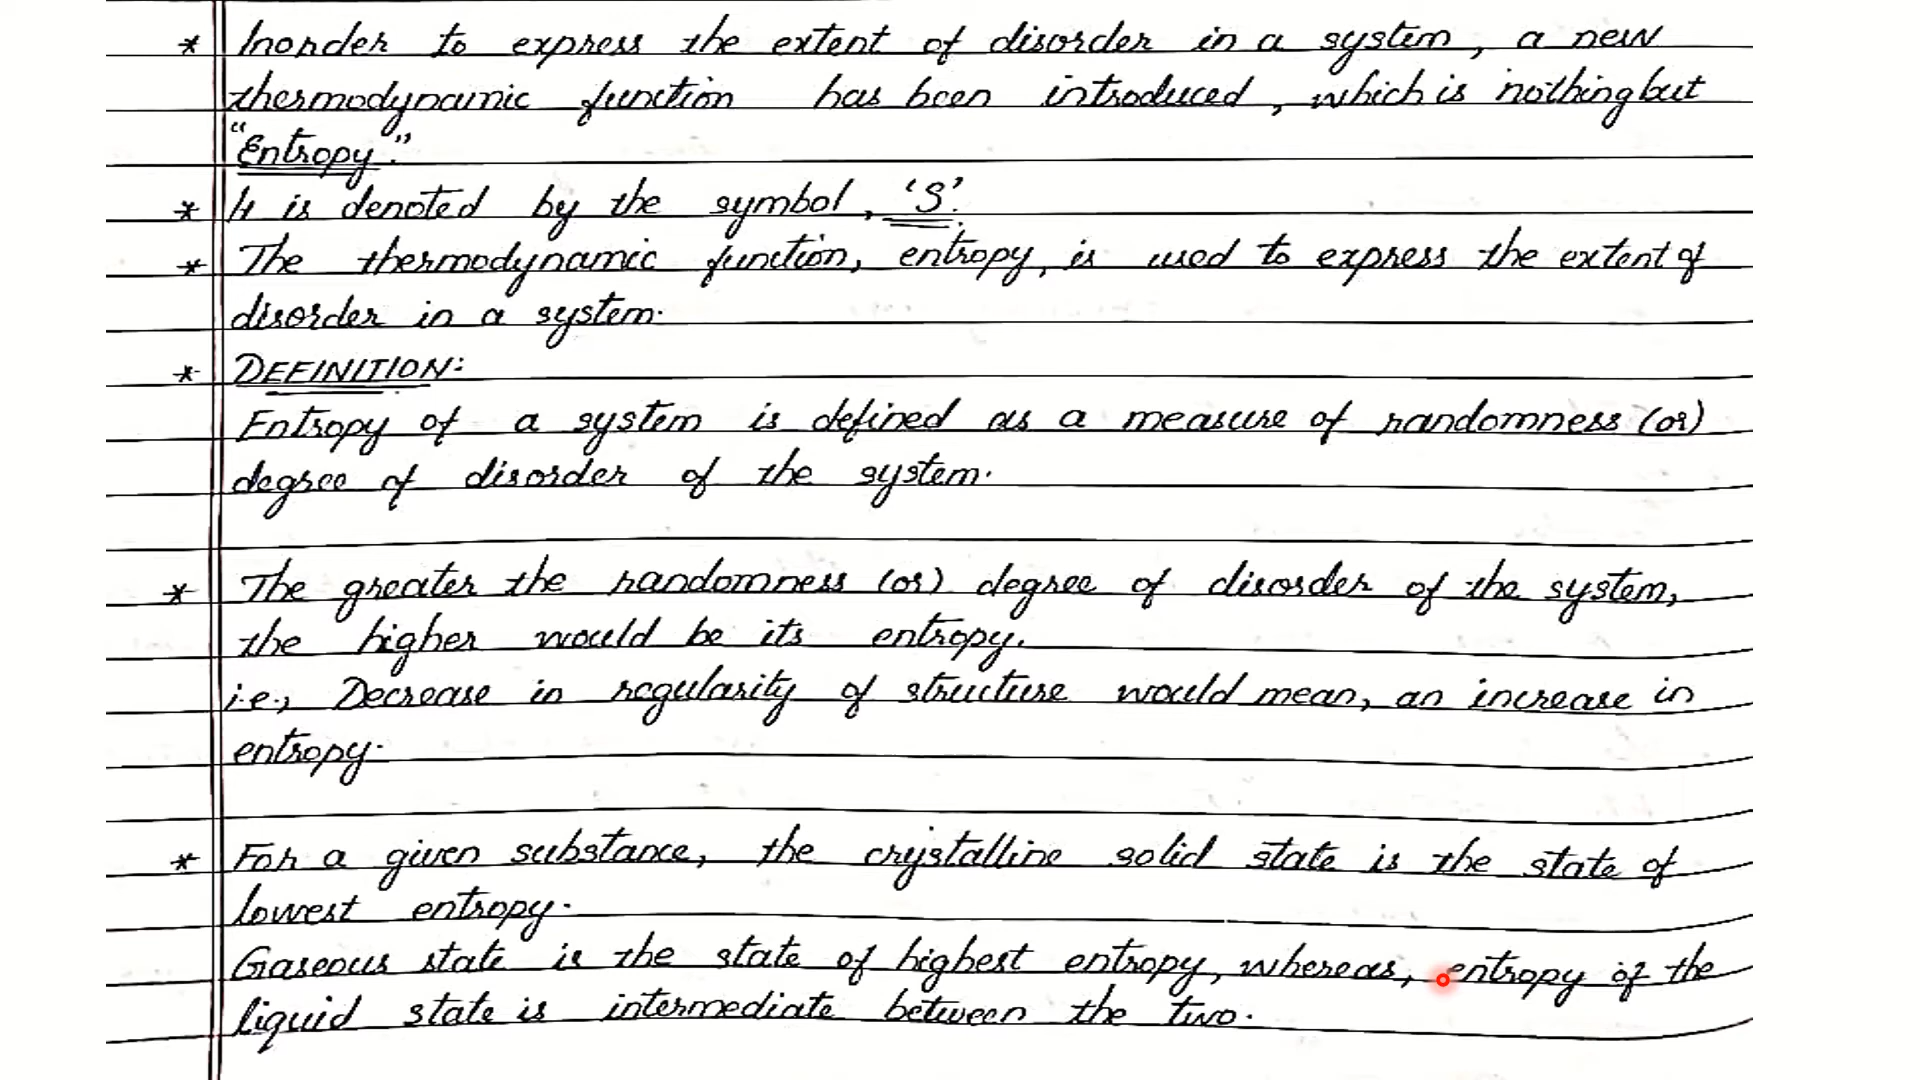 * Inorder to express the extent of disorder in a system, a new
thermodynamic function has been introduced, which is nothing but
"Entropy."
* It is denoted by the symbol, 'S'.
* The thermodynamic function, entropy, is used to express the extent of
disorder in a system.
* DEFINITION:
Entropy of a system is defined as a measure of randomness (or)
degree of disorder of the system.
* The greater the randomness (or) degree of disorder of the system,
the higher would be its entropy.
i.e., Decrease in regularity of structure would mean, an increase in
entropy.
* For a given substance, the crystalline solid state is the state of
lowest entropy.
Gaseous state is the state of highest entropy, whereas, entropy of the
liquid state is intermediate between the two.